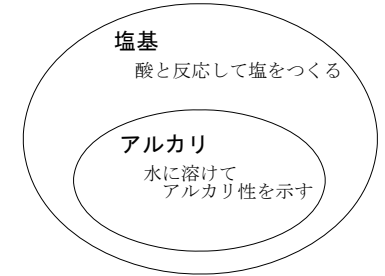 塩基
酸と反応して塩をつくる
アルカリ
水に溶けて
アルカリ性を示す